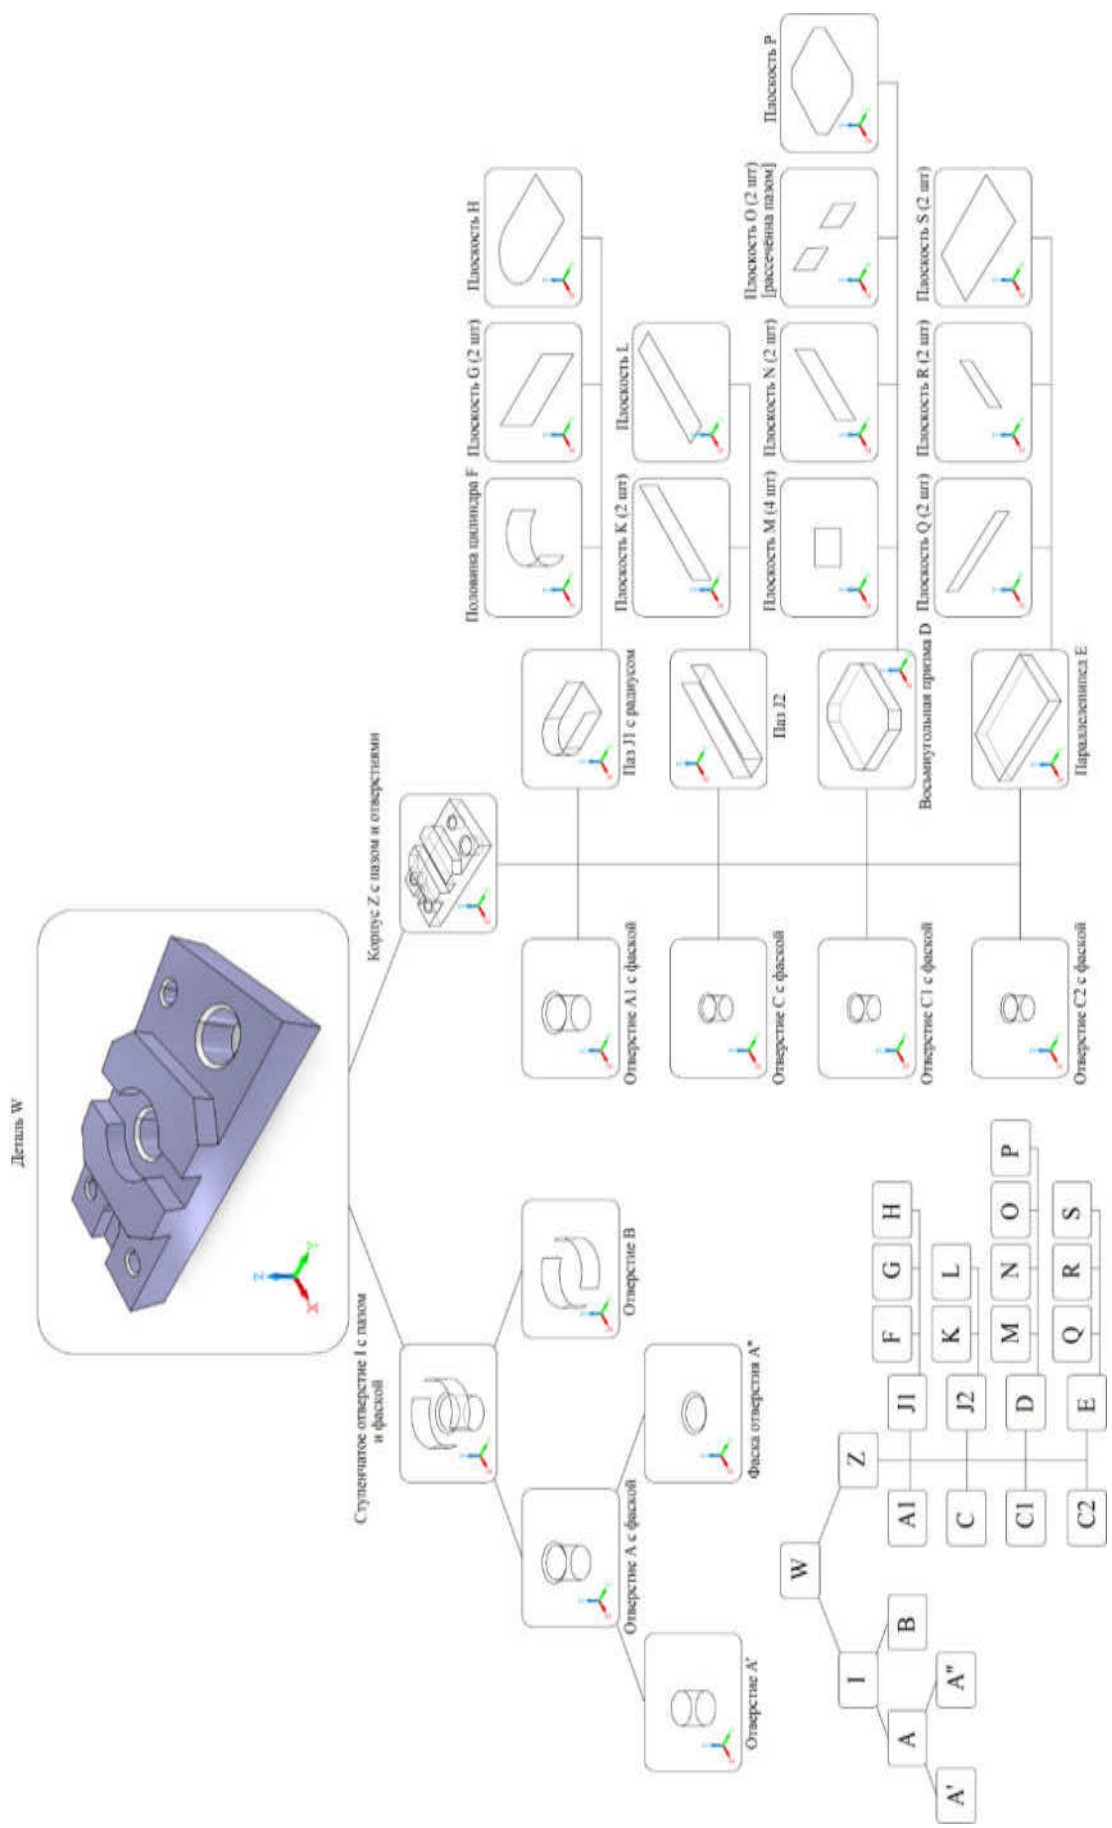 Деталь W
Ступенчатое отверстие I с пазом
и фаской
Корпус Z с пазом и отверстиями
Отверстие A с фаской
Отверстие B
Отверстие A'
Фаска отверстия A"
Отверстие A1 с фаской
Паз J1 с радиусом
Половина цилиндра F
Плоскость G (2 шт)
Плоскость H
Отверстие C с фаской
Паз J2
Плоскость K (2 шт)
Плоскость L
Отверстие C1 с фаской
Восьмиугольная призма D
Плоскость M (4 шт)
Плоскость N (2 шт)
Плоскость O (2 шт)
[рассечённа пазом]
Плоскость P
Отверстие C2 с фаской
Параллелепипед E
Плоскость Q (2 шт)
Плоскость R (2 шт)
Плоскость S (2 шт)
W
I
Z
A
B
A'
A"
A1
J1
F
G
H
C
J2
K
L
C1
D
M
N
O
P
C2
E
Q
R
S